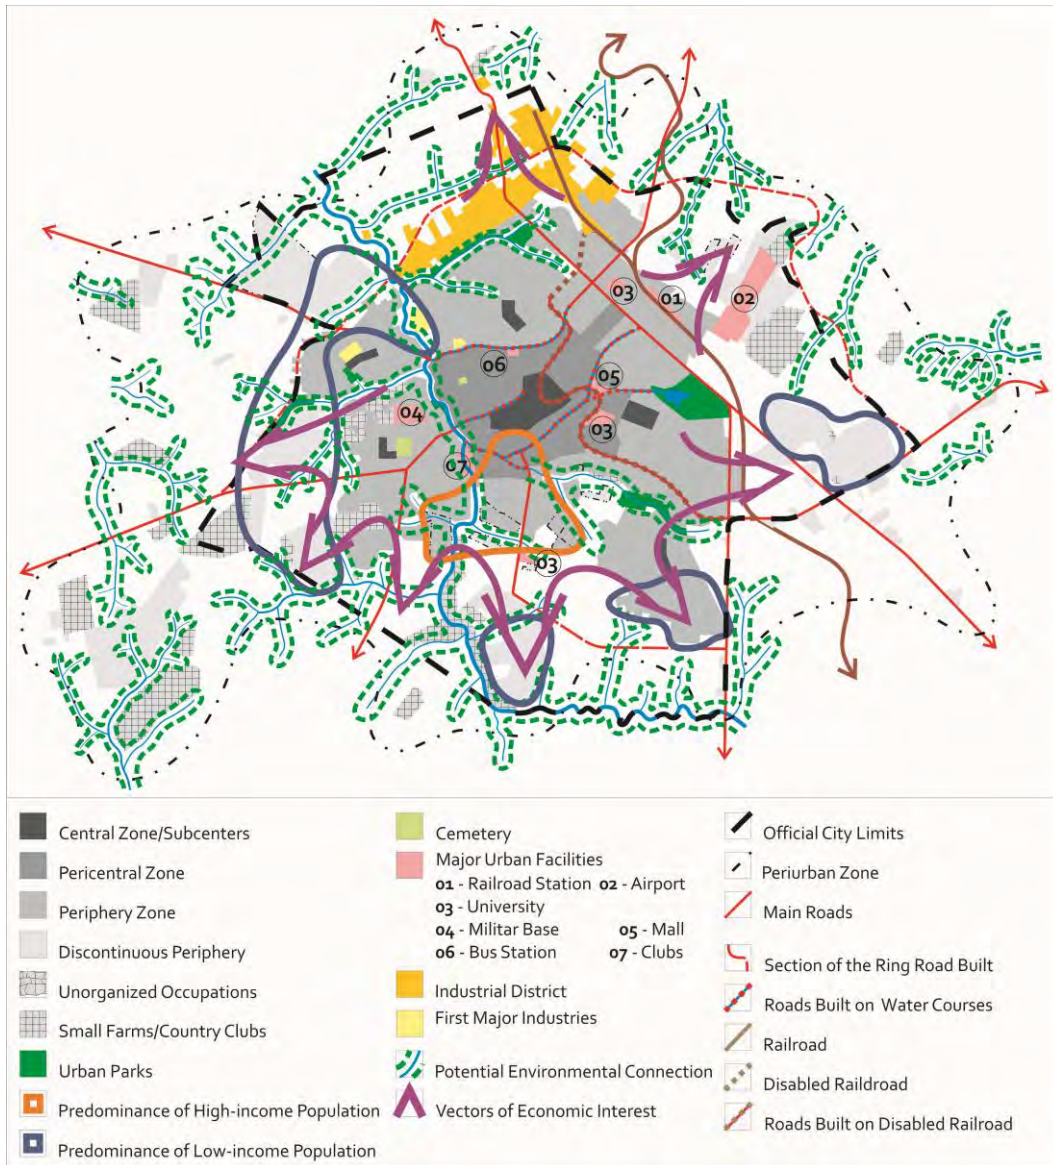 03
01
02
06
05
04
03
07
03
Central Zone/Subcenters
Pericentral Zone
Periphery Zone
Discontinuous Periphery
Unorganized Occupations
Small Farms/Country Clubs
Urban Parks
Predominance of High-income Population
Predominance of Low-income Population
Cemetery
Major Urban Facilities
01 - Railroad Station 02 - Airport
03 - University
04 - Militar Base 05 - Mall
06 - Bus Station 07 - Clubs
Industrial District
First Major Industries
Potential Environmental Connection
Vectors of Economic Interest
Official City Limits
Periurban Zone
Main Roads
Section of the Ring Road Built
Roads Built on Water Courses
Railroad
Disabled Raildroad
Roads Built on Disabled Railroad